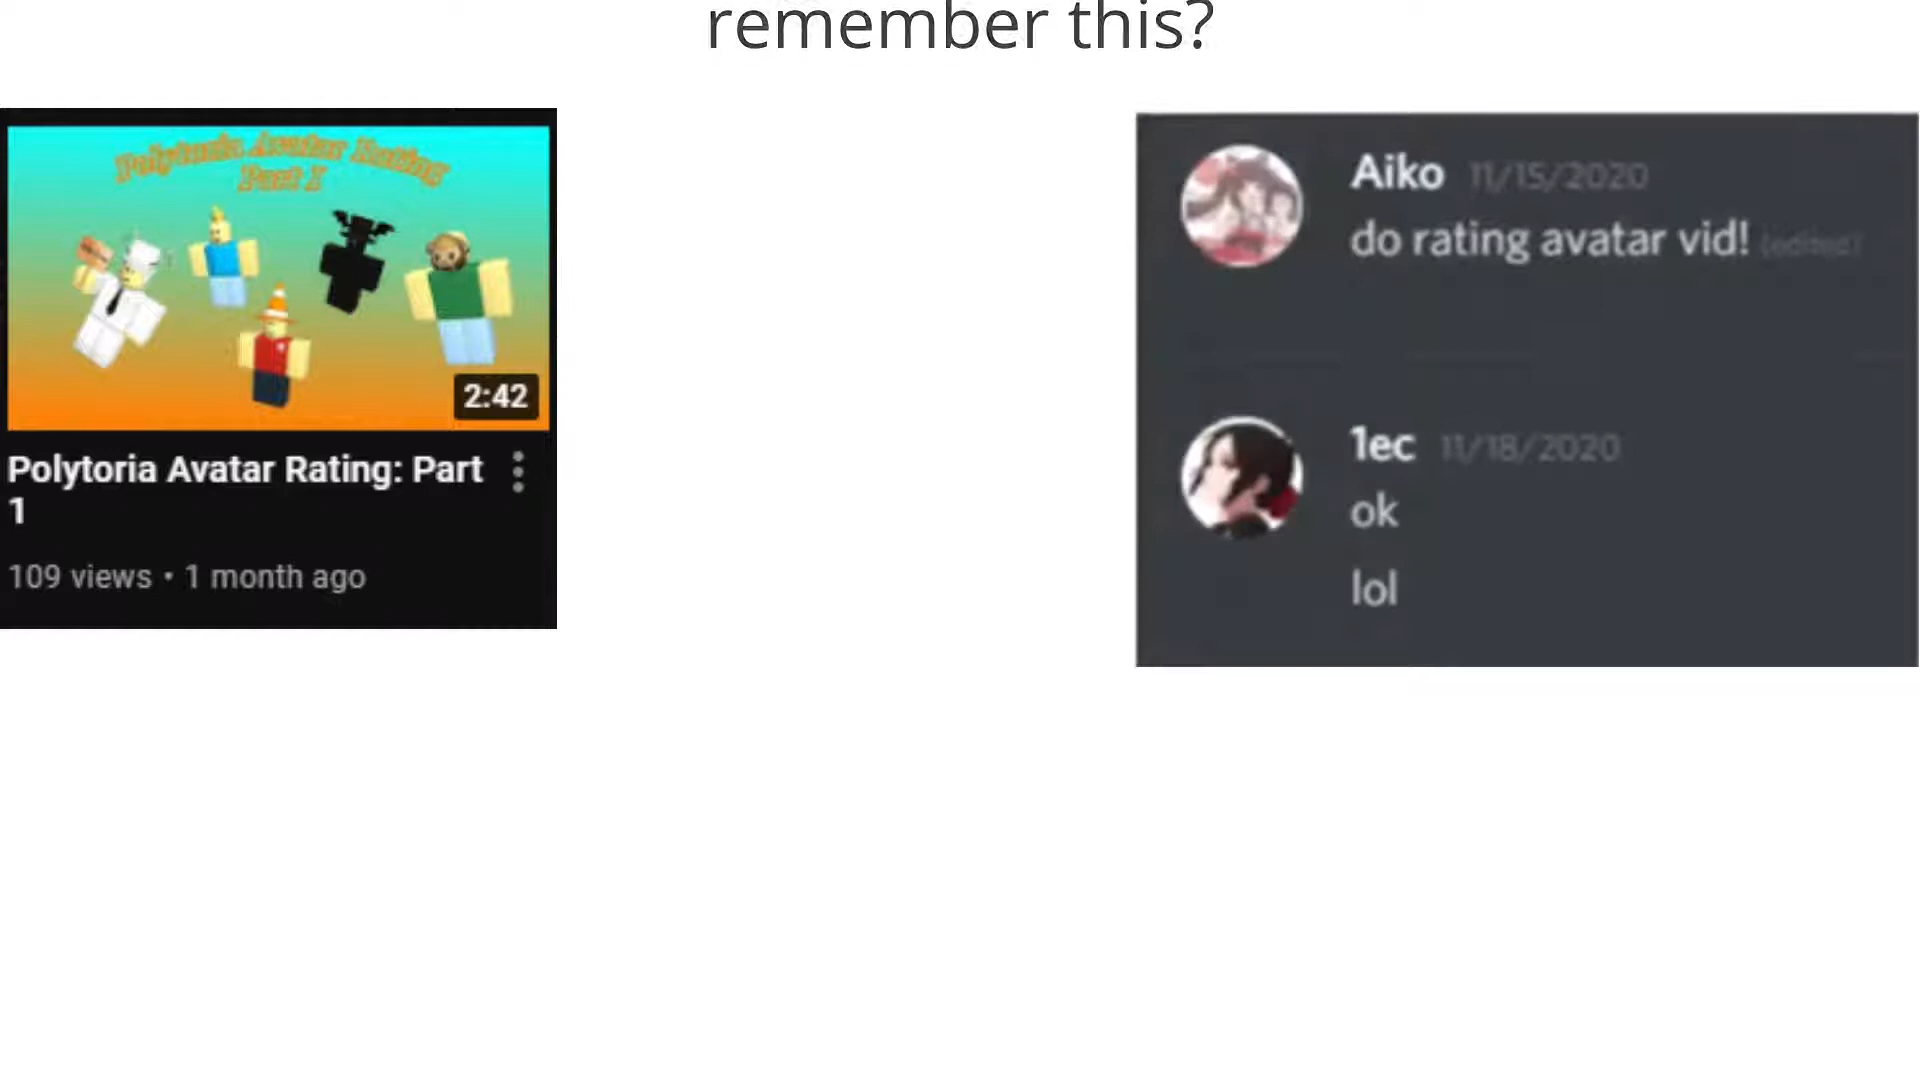 remember this?
Polytoria Avatar Rating
Part 1
2:42
Polytoria Avatar Rating: Part
1
109 views • 1 month ago
Aiko 11/15/2020
do rating avatar vid! (edited)
1ec 11/18/2020
ok
lol